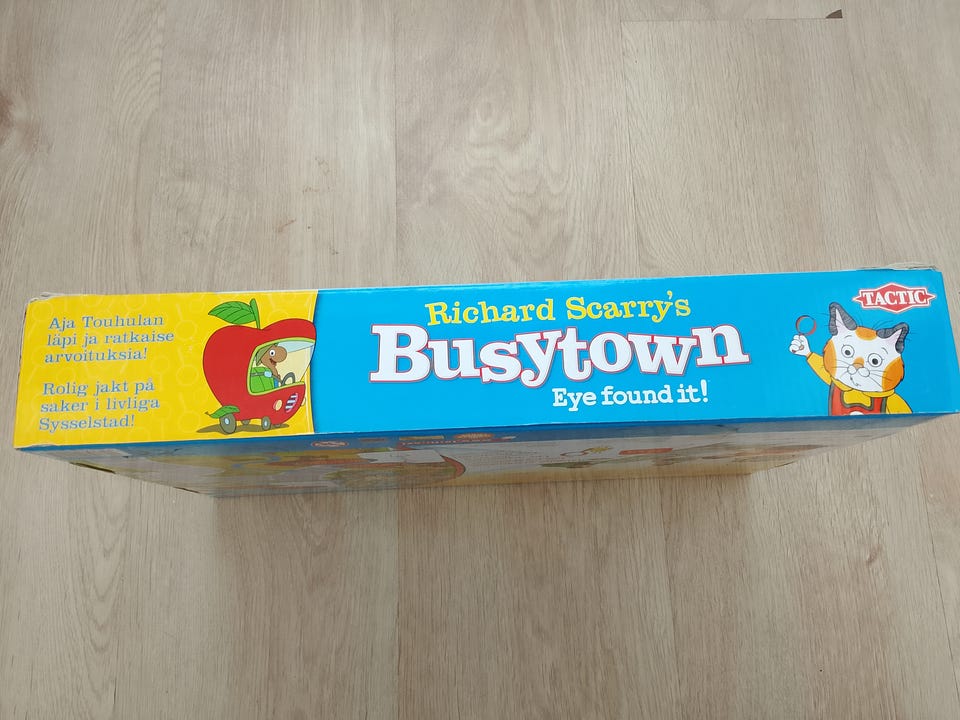 Aja Touhulan
läpi ja ratkaise
arvoituksia!
Rolig jakt på
saker i livliga
Sysselstad!
Richard Scarry's
Busytown
Eye found it!
TACTIC